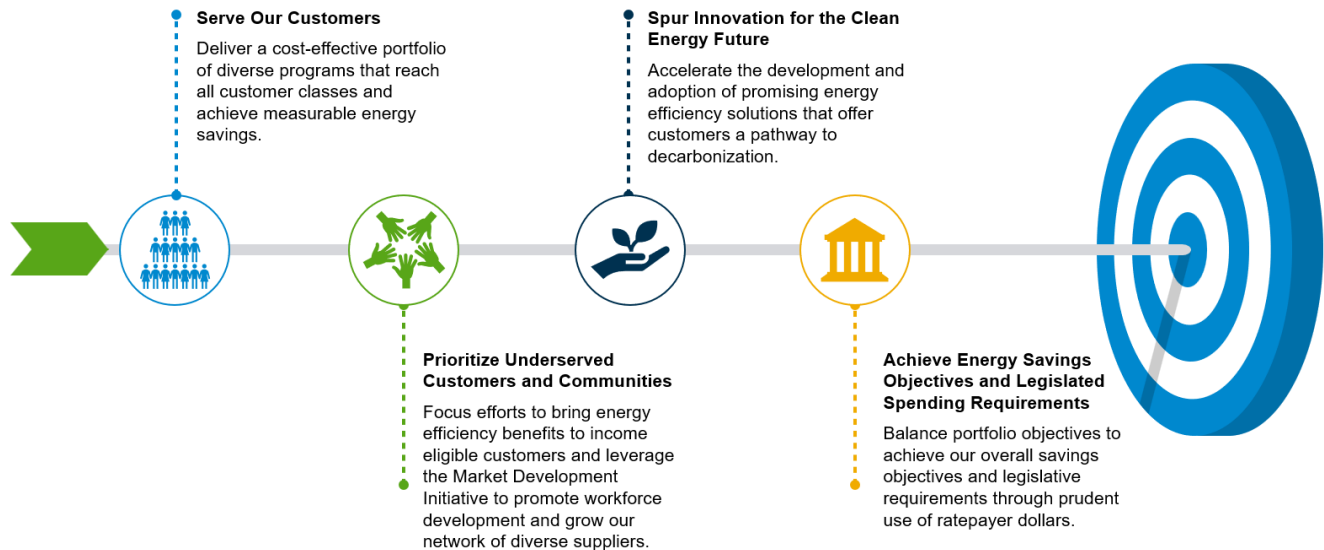 Serve Our Customers
Deliver a cost-effective portfolio
of diverse programs that reach
all customer classes and
achieve measurable energy
savings.
Prioritize Underserved
Customers and Communities
Focus efforts to bring energy
efficiency benefits to income
eligible customers and leverage
the Market Development
Initiative to promote workforce
development and grow our
network of diverse suppliers.
Spur Innovation for the Clean
Energy Future
Accelerate the development and
adoption of promising energy
efficiency solutions that offer
customers a pathway to
decarbonization.
Achieve Energy Savings
Objectives and Legislated
Spending Requirements
Balance portfolio objectives to
achieve our overall savings
objectives and legislative
requirements through prudent
use of ratepayer dollars.